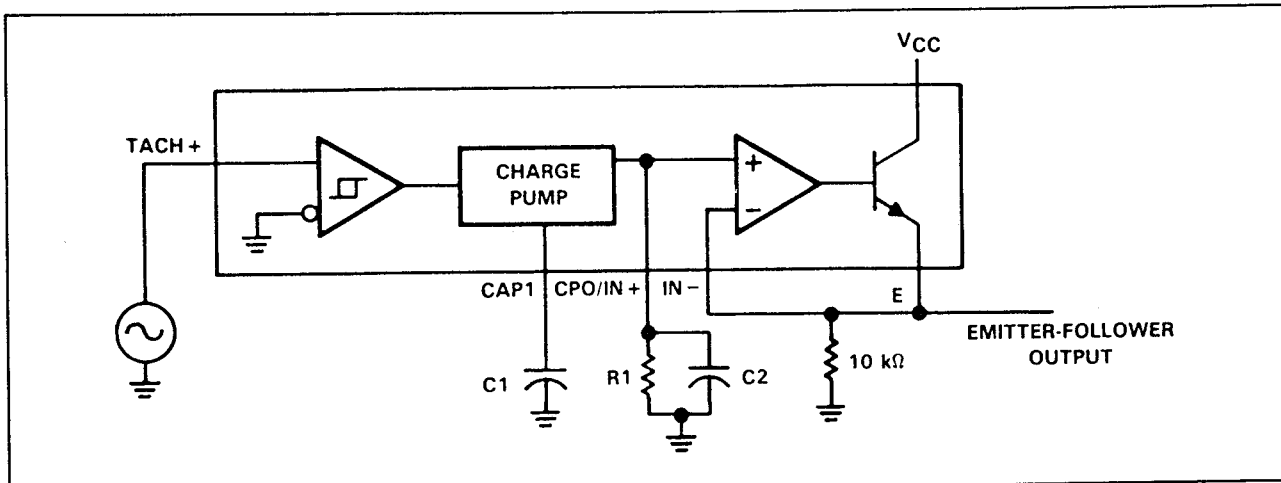 VCC
TACH +
CHARGE
PUMP
+
−
CAP1 CPO/IN + IN −
E
EMITTER-FOLLOWER
OUTPUT
C1
R1
C2
10 kΩ